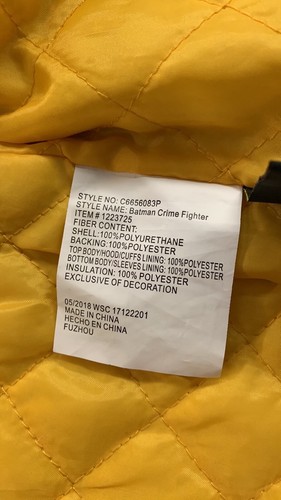 STYLE NO: C6656083P
STYLE NAME: Batman Crime Fighter
ITEM # 1223725
FIBER CONTENT:
SHELL:100%POLYURETHANE
BACKING:100%POLYESTER
TOP BODY/HOOD/CUFFS LINING: 100%POLYESTER
BOTTOM BODY/SLEEVES LINING: 100%POLYESTER
INSULATION: 100% POLYESTER
EXCLUSIVE OF DECORATION
05/2018 WSC 17122201
MADE IN CHINA
HECHO EN CHINA
FUZHOU